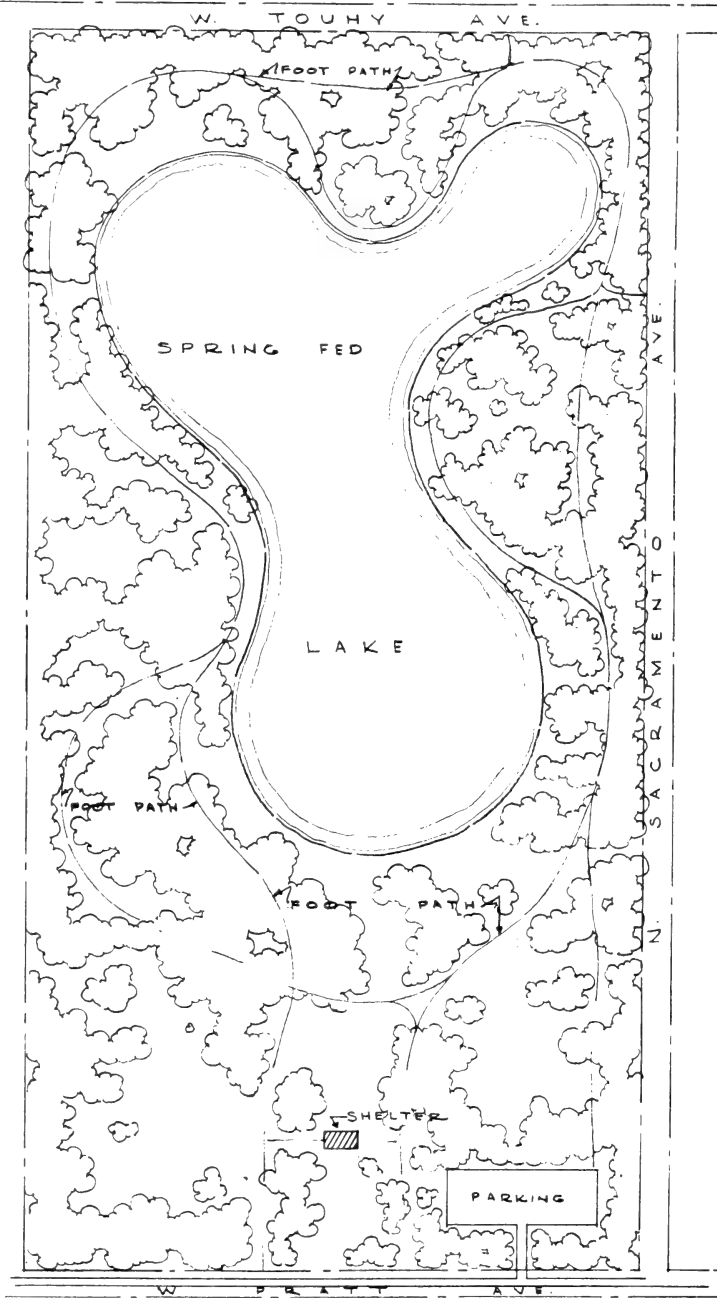 W. TOUHY AVE.
FOOT PATH
SPRING FED
LAKE
N. SACRAMENTO AVE.
FOOT PATH
FOOT PATH
SHELTER
PARKING
W PRATT AVE.